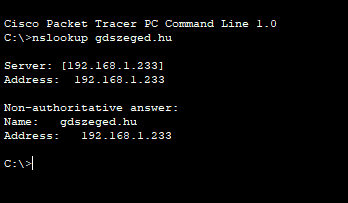 Cisco Packet Tracer PC Command Line 1.0
C:\>nslookup gdszeged.hu
Server: [192.168.1.233]
Address:  192.168.1.233
Non-authoritative answer:
Name:   gdszeged.hu
Address:   192.168.1.233
C:\>